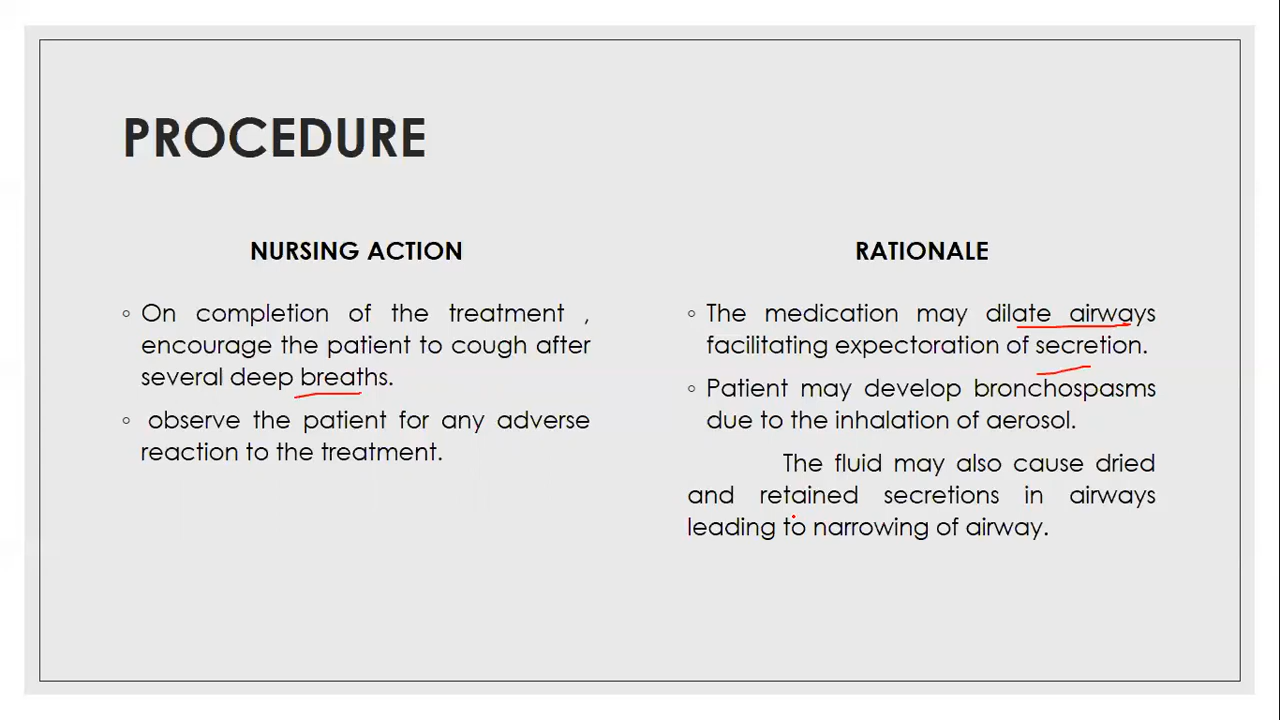 PROCEDURE
NURSING ACTION
◦ On completion of the treatment ,
encourage the patient to cough after
several deep breaths.
◦ observe the patient for any adverse
reaction to the treatment.
RATIONALE
◦ The medication may dilate airways
facilitating expectoration of secretion.
◦ Patient may develop bronchospasms
due to the inhalation of aerosol.
The fluid may also cause dried
and retained secretions in airways
leading to narrowing of airway.